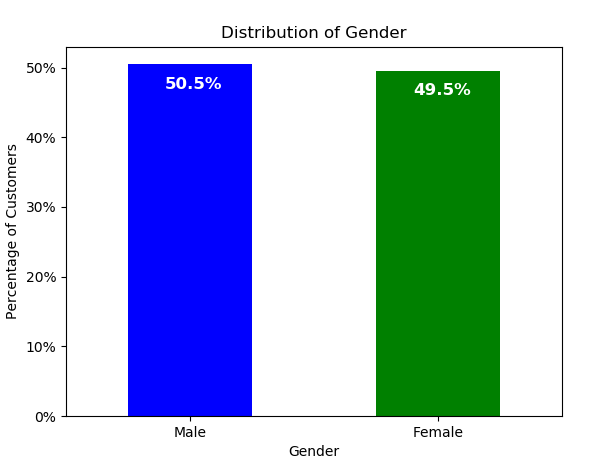 Distribution of Gender
Percentage of Customers
50%
40%
30%
20%
10%
0%
50.5%
49.5%
Male
Female
Gender